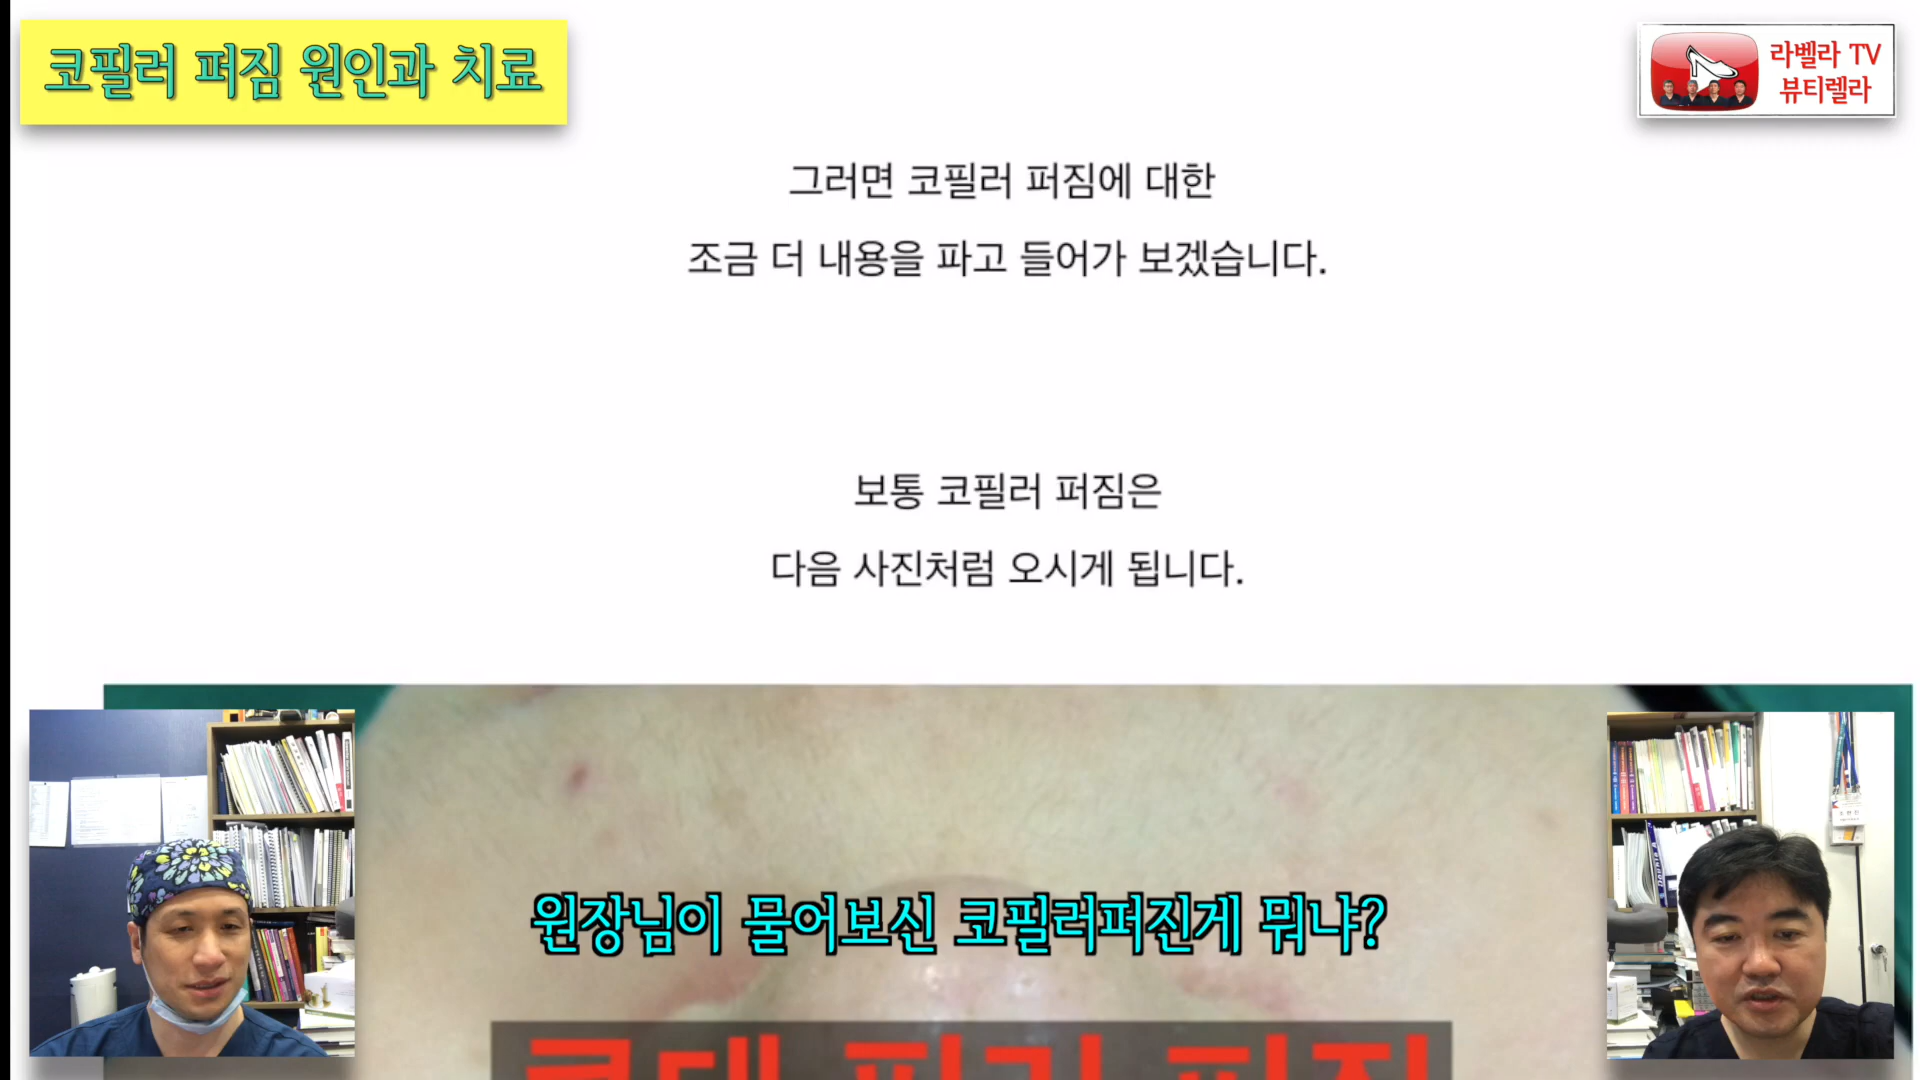 코필러 퍼짐 원인과 치료
라벨라 TV
뷰티렐라
그러면 코필러 퍼짐에 대한
조금 더 내용을 파고 들어가 보겠습니다.
보통 코필러 퍼짐은
다음 사진처럼 오시게 됩니다.
원장님이 물어보신 코필러퍼진게 뭐냐?